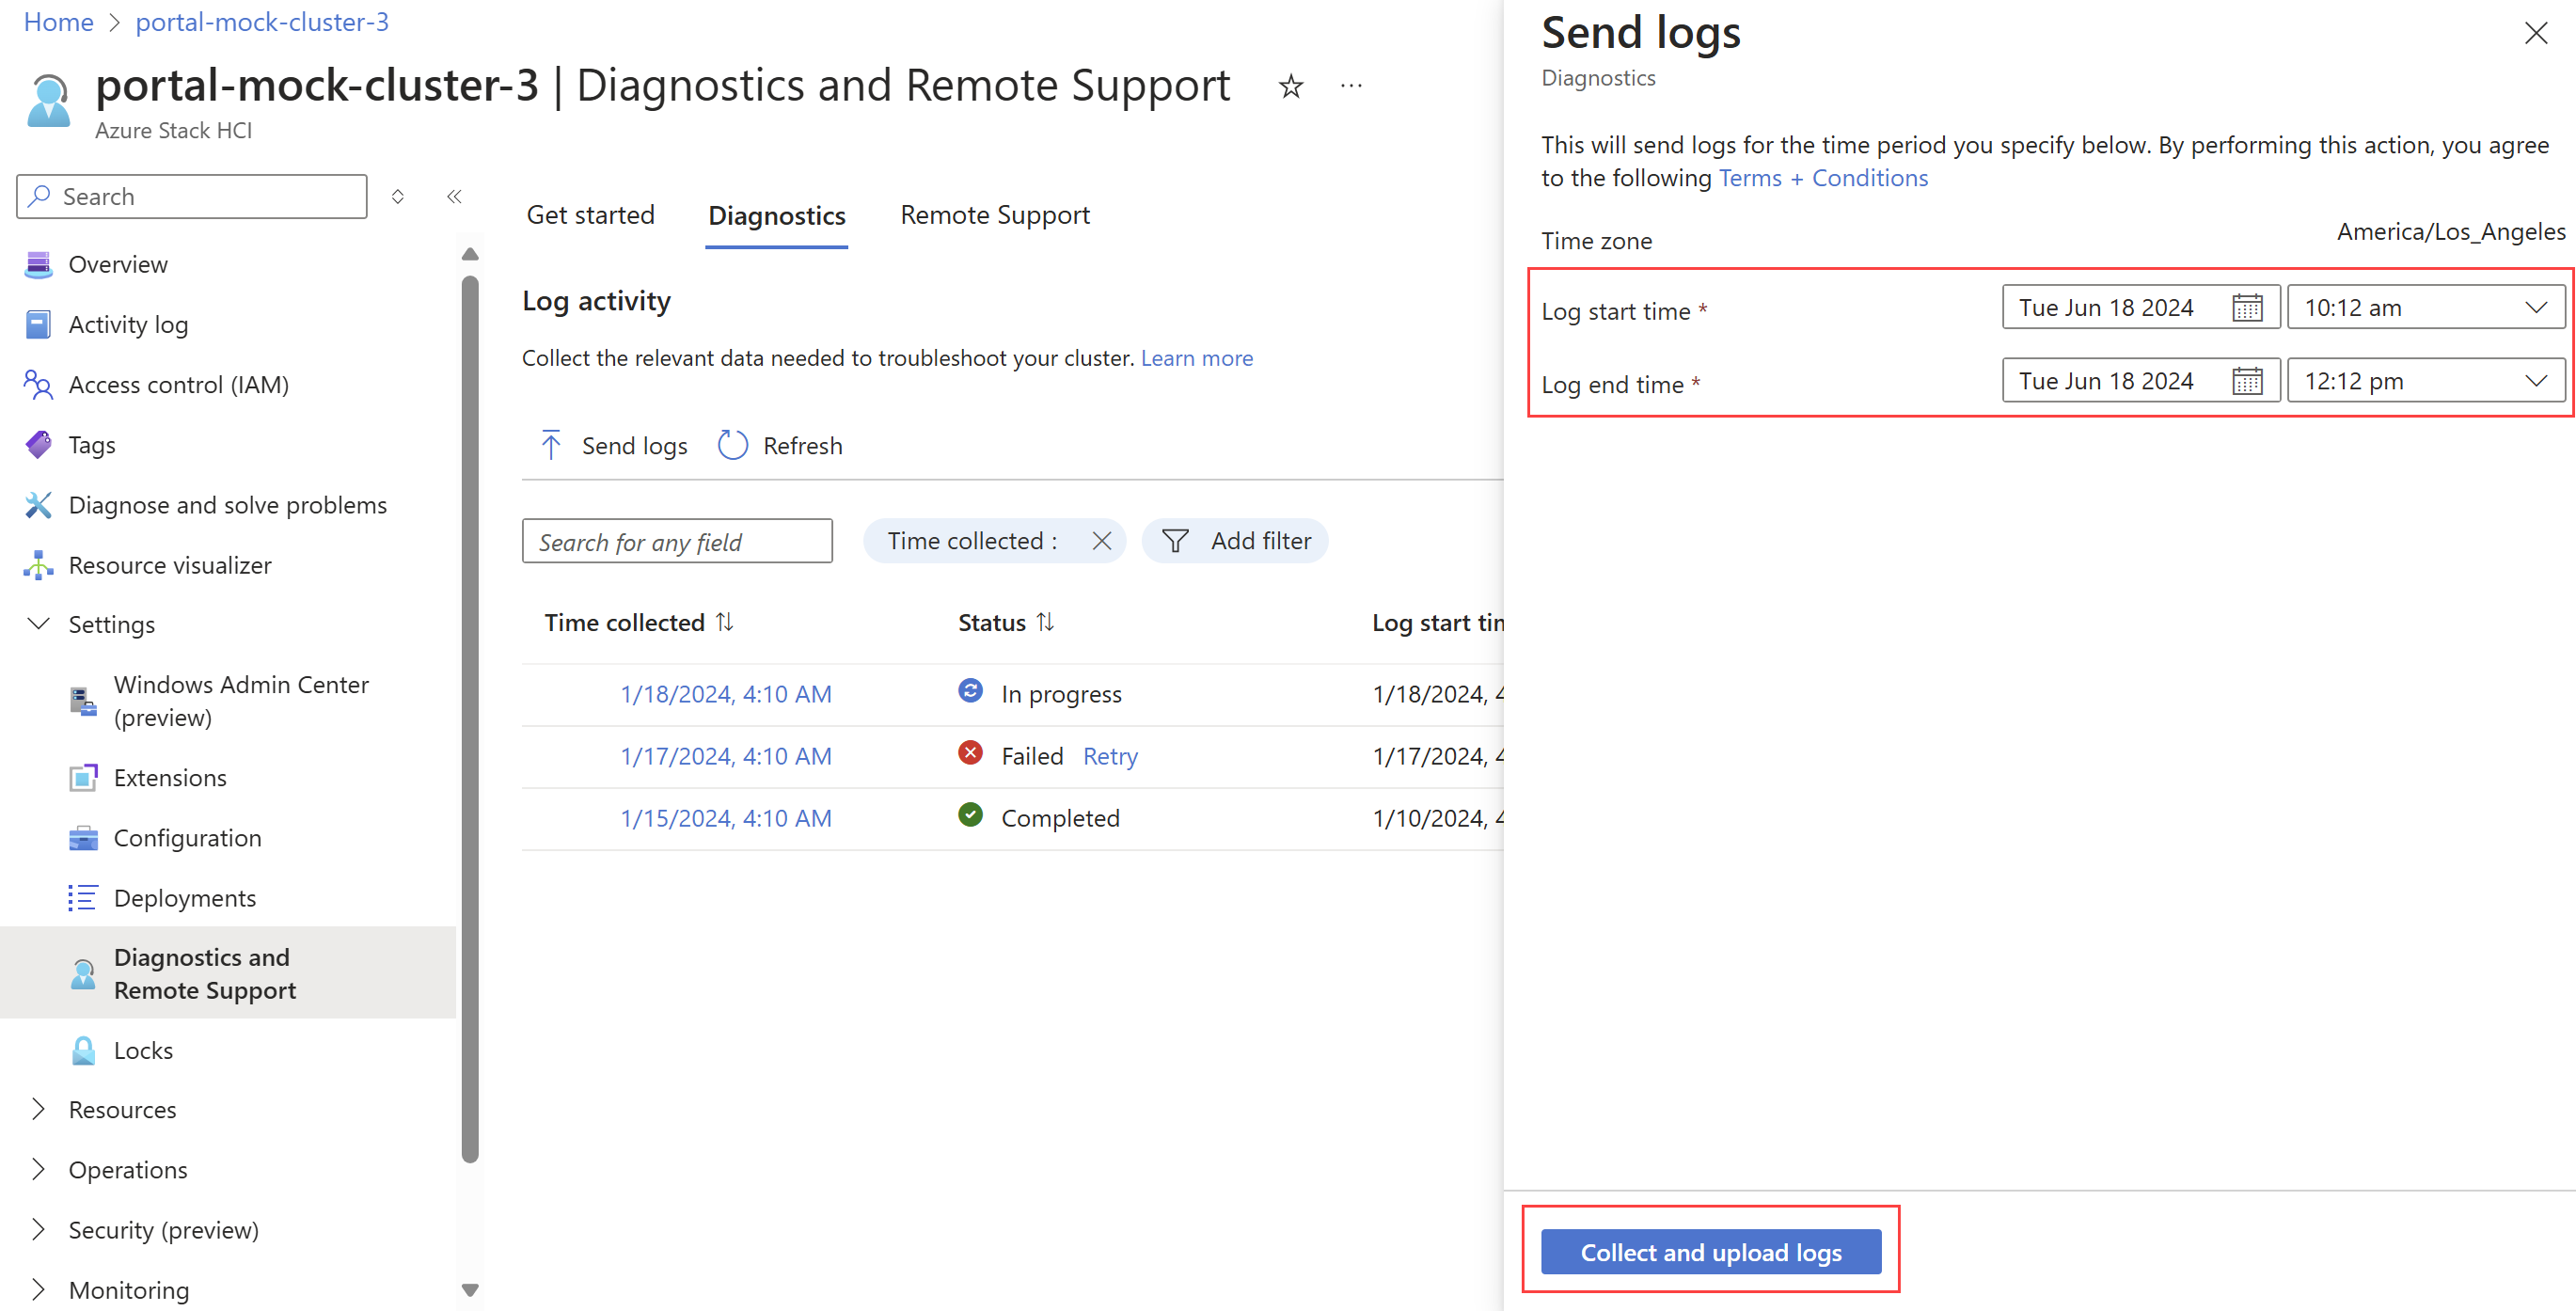 Home > portal-mock-cluster-3
portal-mock-cluster-3 | Diagnostics and Remote Support
Azure Stack HCI
Search
Overview
Activity log
Access control (IAM)
Tags
Diagnose and solve problems
Resource visualizer
Settings
Windows Admin Center
(preview)
Extensions
Configuration
Deployments
Diagnostics and
Remote Support
Locks
Resources
Operations
Security (preview)
Monitoring
Get started Diagnostics Remote Support
Log activity
Collect the relevant data needed to troubleshoot your cluster. Learn more
Send logs Refresh
Search for any field Time collected : Add filter
Time collected Status Log start tim
1/18/2024, 4:10 AM In progress 1/18/2024, 4
1/17/2024, 4:10 AM Failed Retry 1/17/2024, 4
1/15/2024, 4:10 AM Completed 1/10/2024, 4
Send logs
Diagnostics
This will send logs for the time period you specify below. By performing this action, you agree
to the following Terms + Conditions
Time zone America/Los_Angeles
Log start time * Tue Jun 18 2024 10:12 am
Log end time * Tue Jun 18 2024 12:12 pm
Collect and upload logs